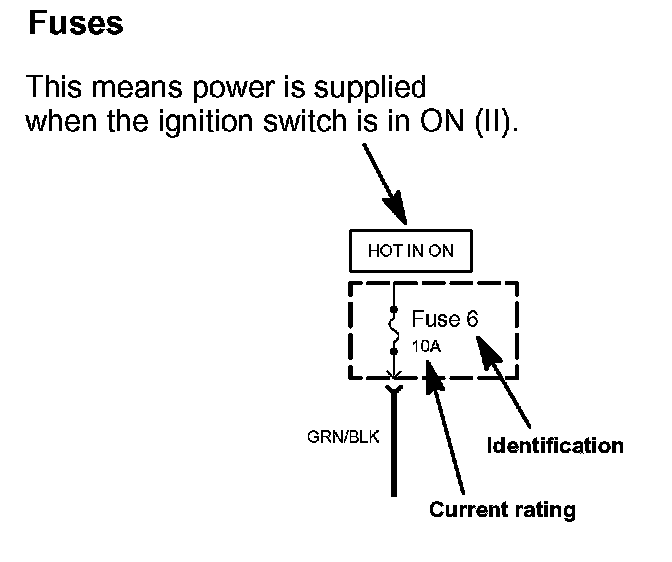 Fuses
This means power is supplied
when the ignition switch is in ON (II).
HOT IN ON
Fuse 6
10A
GRN/BLK
Identification
Current rating